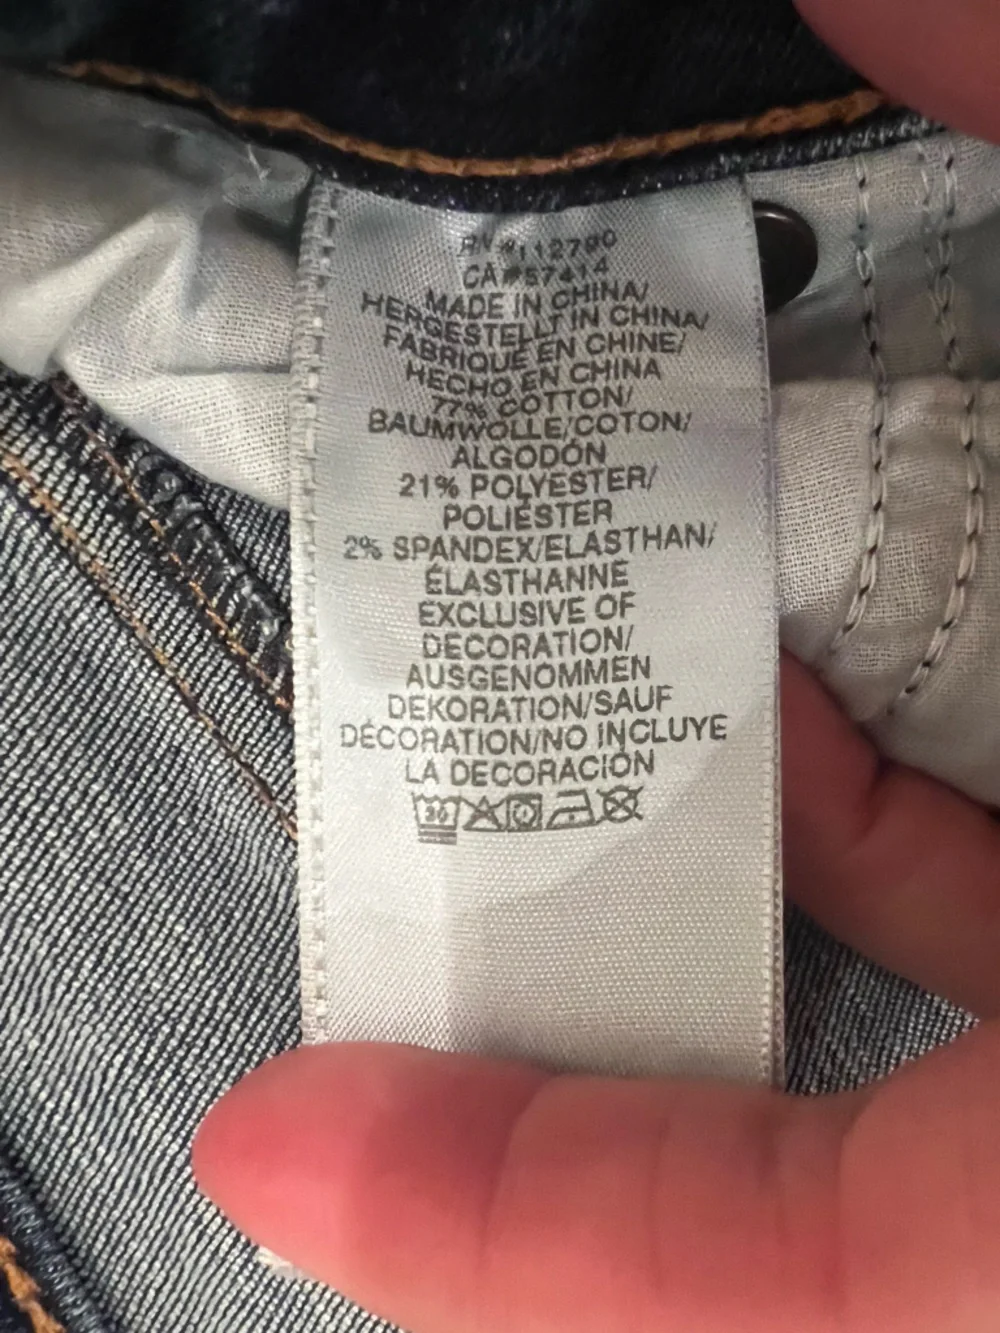 RN#112790
CA#57414
MADE IN CHINA/
HERGESTELLT IN CHINA/
FABRIQUÉ EN CHINE/
HECHO EN CHINA
77% COTTON/
BAUMWOLLE/COTON/
ALGODÓN
21% POLYESTER/
POLIÉSTER
2% SPANDEX/ELASTHAN/
ÉLASTHANNE
EXCLUSIVE OF
DECORATION/
AUSGENOMMEN
DEKORATION/SAUF
DÉCORATION/NO INCLUYE
LA DECORACIÓN
30